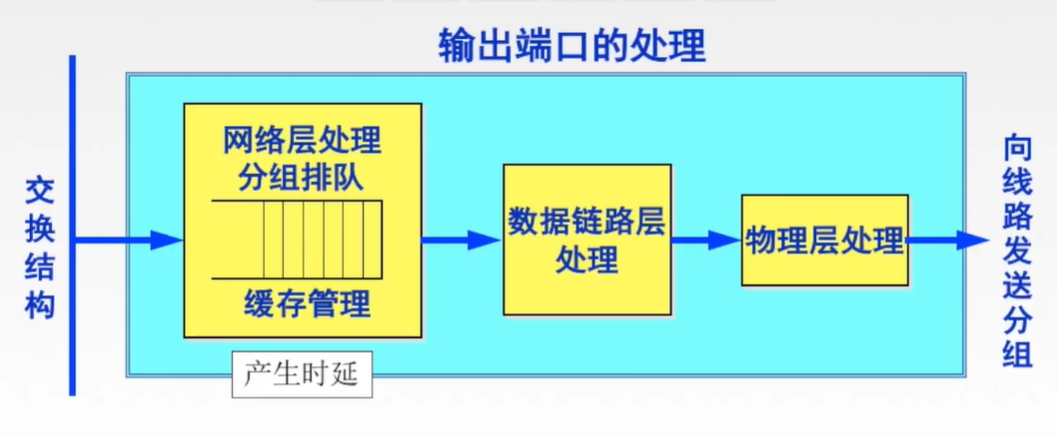 输出端口的处理
交换结构
网络层处理
分组排队
缓存管理
产生时延
数据链路层
处理
物理层处理
向线路发送分组